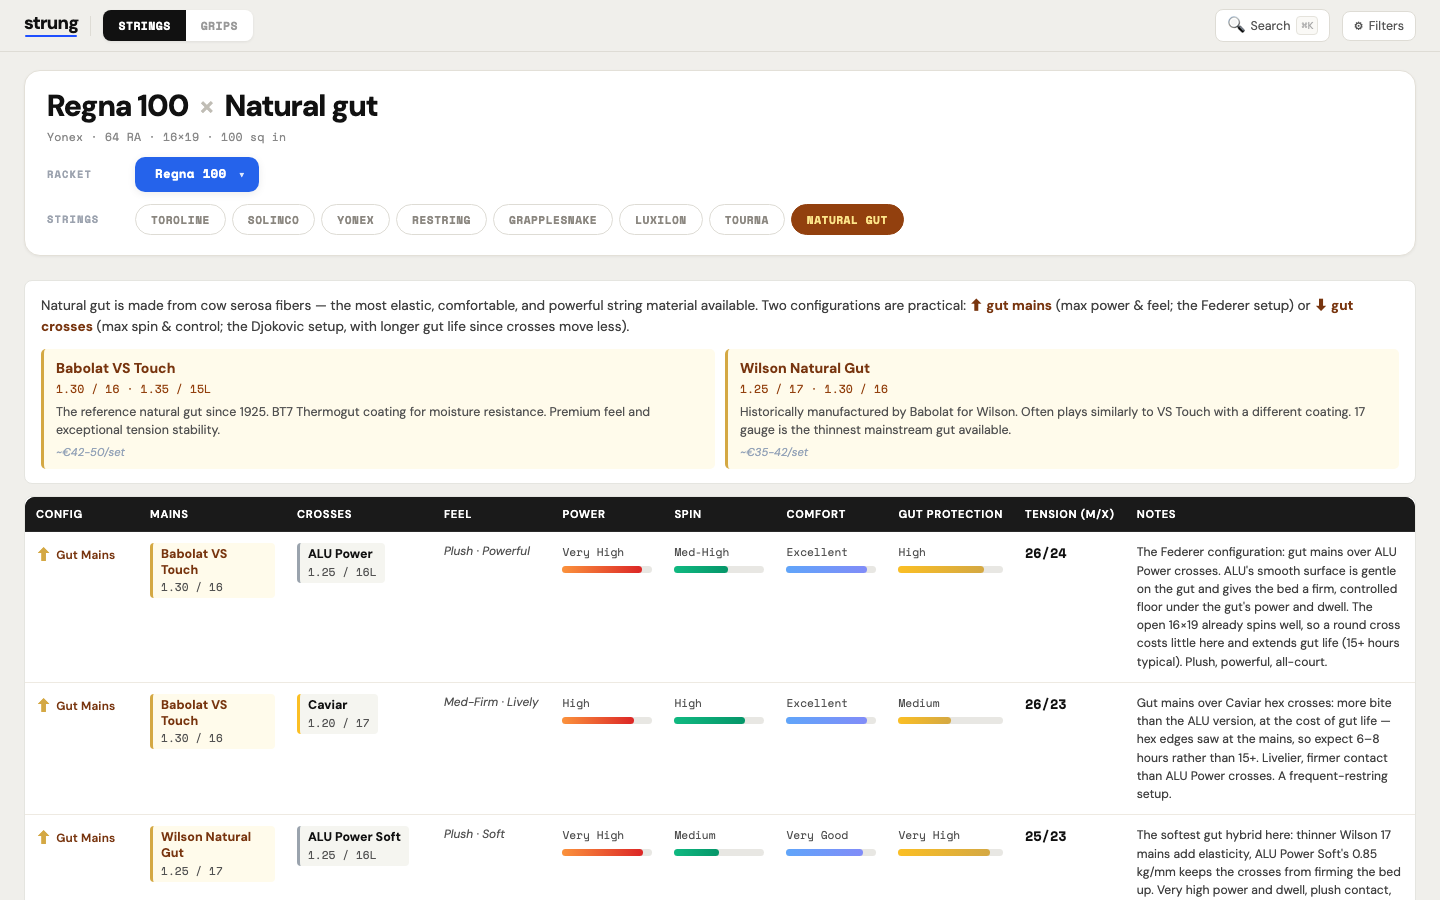 strung
STRINGS GRIPS
Search ⌘K
Filters
Regna 100 × Natural gut
Yonex · 64 RA · 16×19 · 100 sq in
RACKET
Regna 100 ▾
STRINGS
TOROLINE SOLINCO YONEX RESTRING GRAPPLESNAKE LUXILON TOURNA NATURAL GUT
Natural gut is made from cow serosa fibers — the most elastic, comfortable, and powerful string material available. Two configurations are practical: ⬆ gut mains (max power & feel; the Federer setup) or ⬇ gut
crosses (max spin & control; the Djokovic setup, with longer gut life since crosses move less).
Babolat VS Touch
1.30 / 16 · 1.35 / 15L
The reference natural gut since 1925. BT7 Thermogut coating for moisture resistance. Premium feel and
exceptional tension stability.
~€42-50/set
Wilson Natural Gut
1.25 / 17 · 1.30 / 16
Historically manufactured by Babolat for Wilson. Often plays similarly to VS Touch with a different coating. 17
gauge is the thinnest mainstream gut available.
~€35-42/set
CONFIG MAINS CROSSES FEEL POWER SPIN COMFORT GUT PROTECTION TENSION (M/X) NOTES
⬆ Gut Mains
Babolat VS
Touch
1.30 / 16
ALU Power
1.25 / 16L
Plush · Powerful
Very High
Med-High
Excellent
High
26/24
The Federer configuration: gut mains over ALU
Power crosses. ALU's smooth surface is gentle
on the gut and gives the bed a firm, controlled
floor under the gut's power and dwell. The
open 16×19 already spins well, so a round cross
costs little here and extends gut life (15+ hours
typical). Plush, powerful, all-court.
⬆ Gut Mains
Babolat VS
Touch
1.30 / 16
Caviar
1.20 / 17
Med-Firm · Lively
High
High
Excellent
Medium
26/23
Gut mains over Caviar hex crosses: more bite
than the ALU version, at the cost of gut life —
hex edges saw at the mains, so expect 6–8
hours rather than 15+. Livelier, firmer contact
than ALU Power crosses. A frequent-restring
setup.
⬆ Gut Mains
Wilson Natural
Gut
1.25 / 17
ALU Power Soft
1.25 / 16L
Plush · Soft
Very High
Medium
Very Good
Very High
25/23
The softest gut hybrid here: thinner Wilson 17
mains add elasticity, ALU Power Soft's 0.85
kg/mm keeps the crosses from firming the bed
up. Very high power and dwell, plush contact,